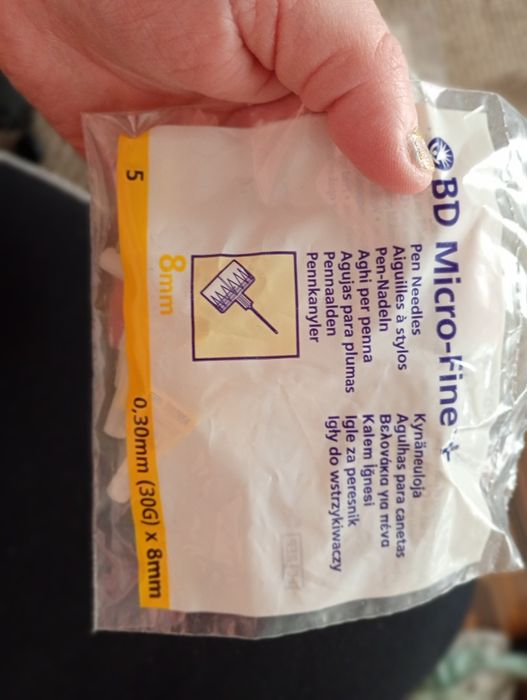 BD Micro-Fine +
Pen Needles
Aiguilles à stylos
Pen-Nadeln
Aghi per penna
Agujas para plumas
Pennaalden
Pennkanyler
Kynäneuloja
Agulhas para canetas
Βελονάκια για πένα
Kalem İğnesi
Igle za peresnik
Igły do wstrzykiwaczy
8mm
5
0,30mm (30G) x 8mm